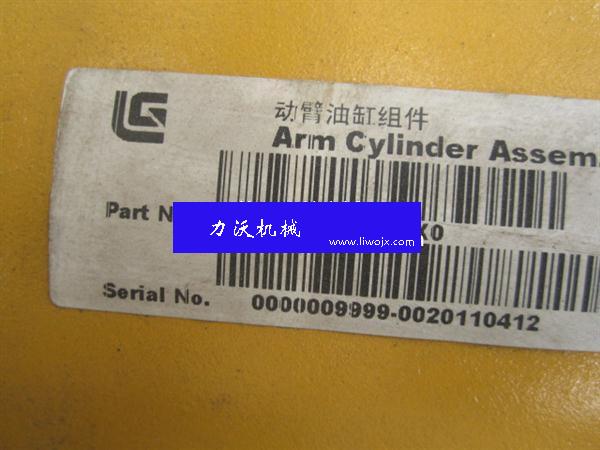 LG
动臂油缸组件
Arm Cylinder Assem
Part N X0
力沃机械
www.liwojx.com
Serial No. 0000009999-0020110412